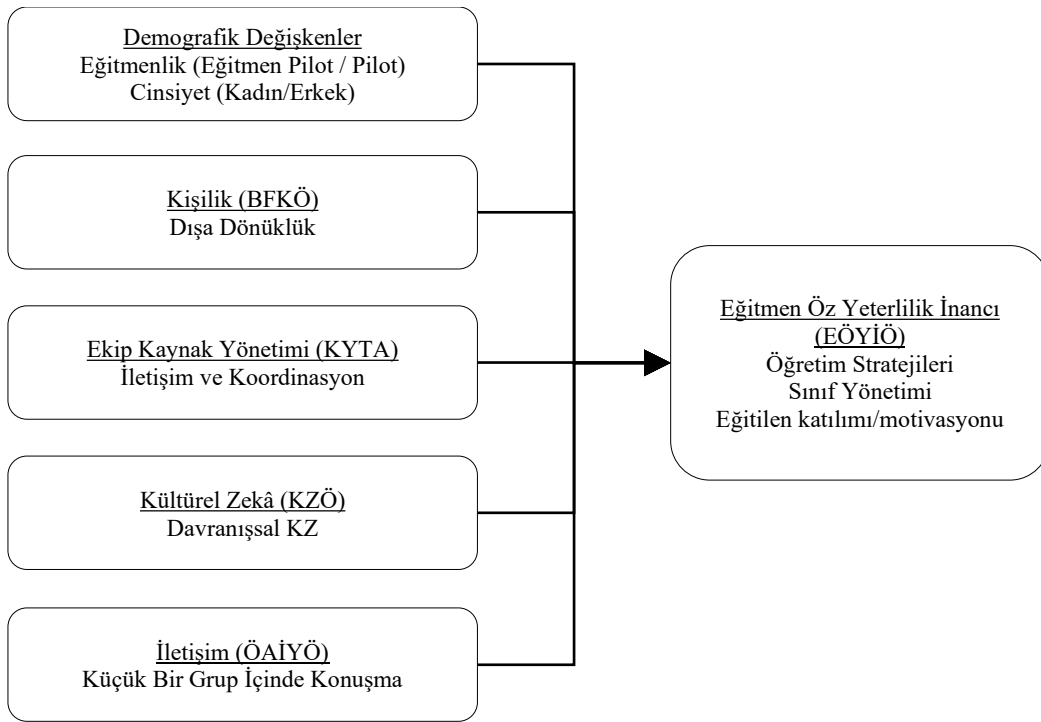 Demografik Değişkenler
Eğitmenlik (Eğitmen Pilot / Pilot)
Cinsiyet (Kadın/Erkek)
Kişilik (BFKÖ)
Dışa Dönüklük
Ekip Kaynak Yönetimi (KYTA)
İletişim ve Koordinasyon
Kültürel Zekâ (KZÖ)
Davranışsal KZ
İletişim (ÖAİYÖ)
Küçük Bir Grup İçinde Konuşma
Eğitmen Öz Yeterlilik İnancı
(EÖYİÖ)
Öğretim Stratejileri
Sınıf Yönetimi
Eğitilen katılımı/motivasyonu